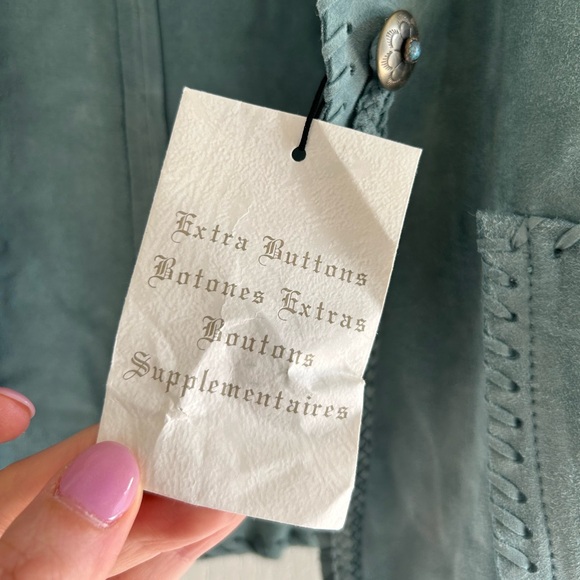 Extra Buttons
Botones Extras
Boutons
Supplementaires